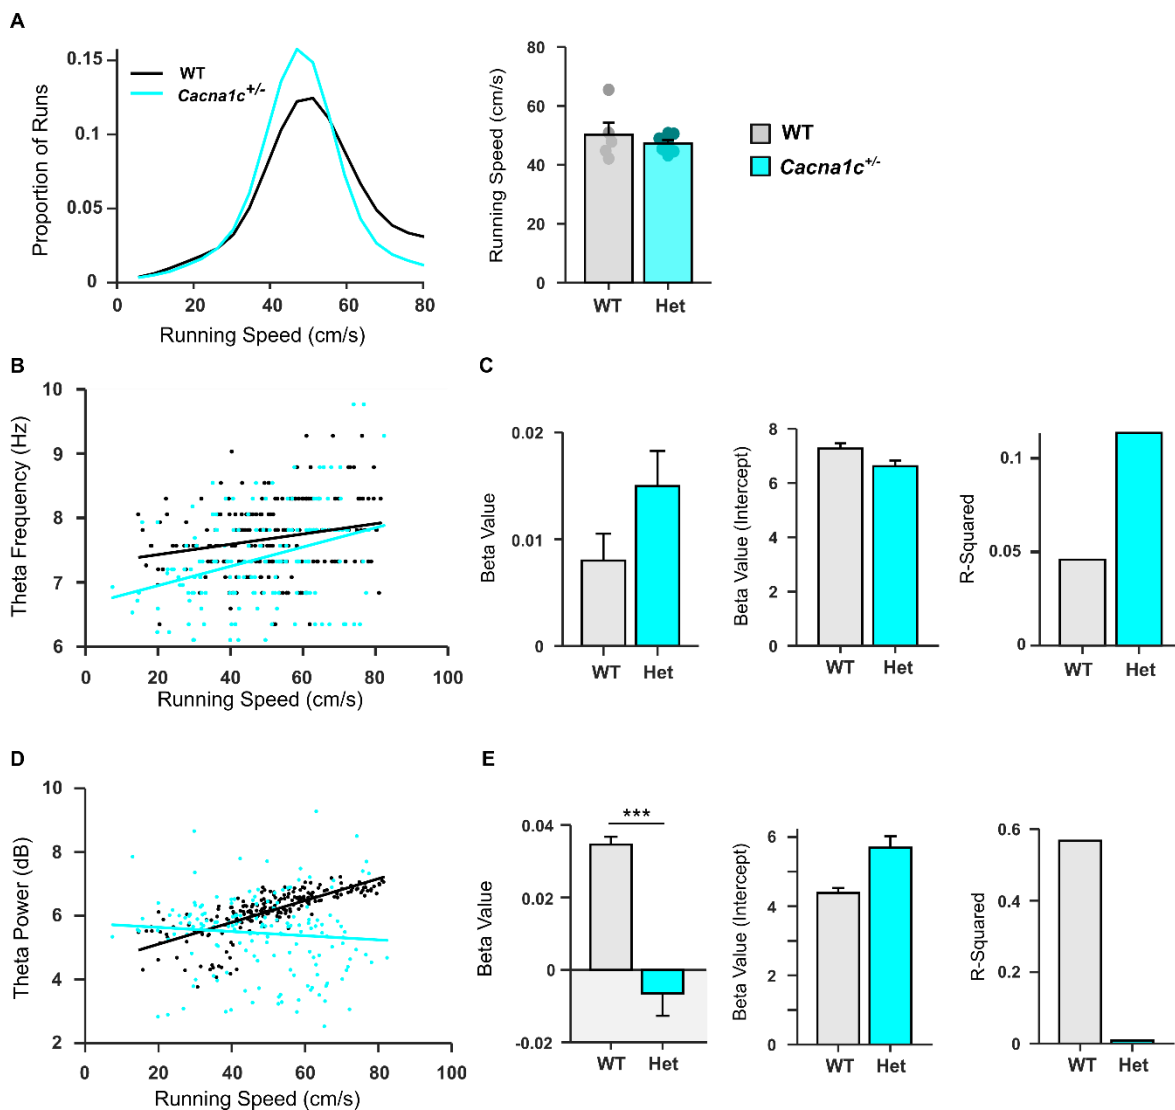 A
Proportion of Runs
0.15
0.1
0.05
0
0
20
40
60
80
Running Speed (cm/s)
WT
Cacna1c+/-
Running Speed (cm/s)
80
60
40
20
0
WT
Het
WT
Cacna1c+/-
B
Theta Frequency (Hz)
10
9
8
7
6
0
20
40
60
80
100
Running Speed (cm/s)
C
Beta Value
0.02
0.01
0
WT
Het
Beta Value (Intercept)
8
6
4
2
0
WT
Het
R-Squared
0.1
0.05
0
WT
Het
D
Theta Power (dB)
10
8
6
4
2
0
20
40
60
80
100
Running Speed (cm/s)
E
Beta Value
0.04
0.02
0
-0.02
***
WT
Het
Beta Value (Intercept)
6
4
2
0
WT
Het
R-Squared
0.6
0.4
0.2
0
WT
Het